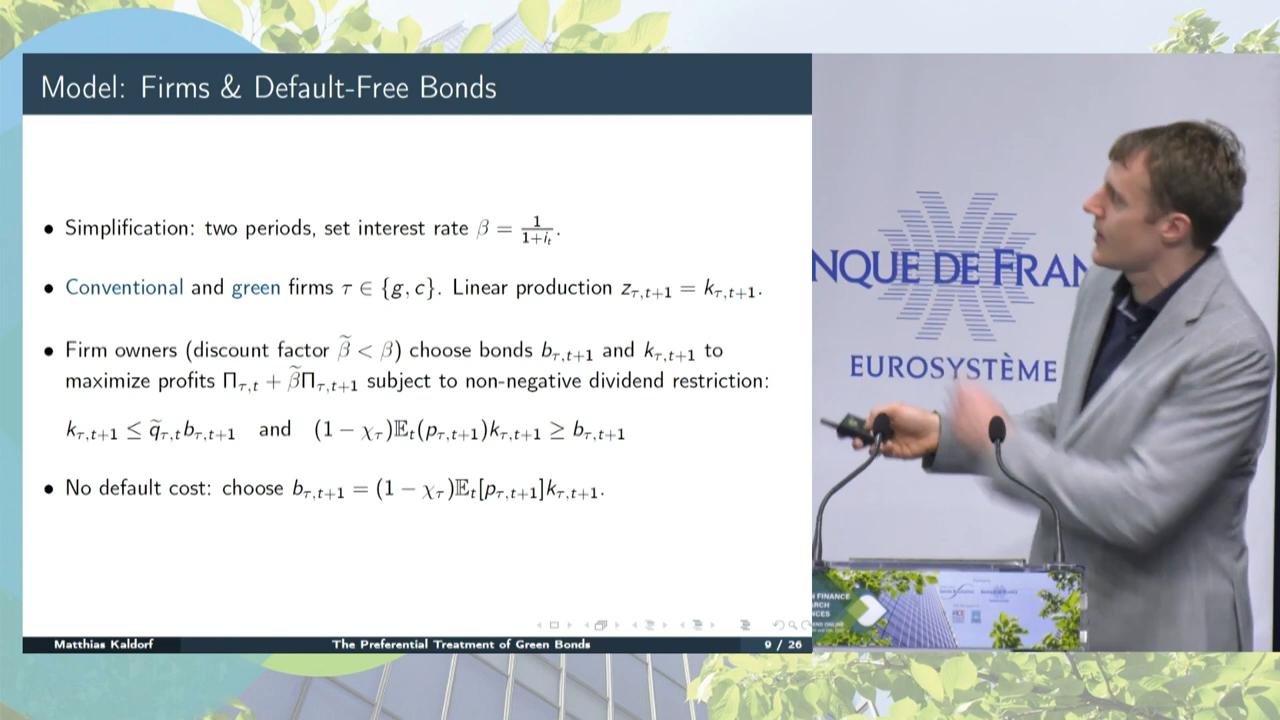 Model: Firms & Default-Free Bonds
• Simplification: two periods, set interest rate β = 1/(1+iₜ).
• Conventional and green firms τ ∈ {g, c}. Linear production z_{τ,t+1} = k_{τ,t+1}.
• Firm owners (discount factor β̃ < β) choose bonds b_{τ,t+1} and k_{τ,t+1} to
maximize profits Π_{τ,t} + β̃Π_{τ,t+1} subject to non-negative dividend restriction:
k_{τ,t+1} ≤ q̃_{τ,t}b_{τ,t+1} and (1 − χ_τ)𝔼ₜ(p_{τ,t+1})k_{τ,t+1} ≥ b_{τ,t+1}
• No default cost: choose b_{τ,t+1} = (1 − χ_τ)𝔼ₜ[p_{τ,t+1}]k_{τ,t+1}.
Matthias Kaldorf The Preferential Treatment of Green Bonds 9 / 26
NQUE DE FRAN
EUROSYSTÈME
FINANCE